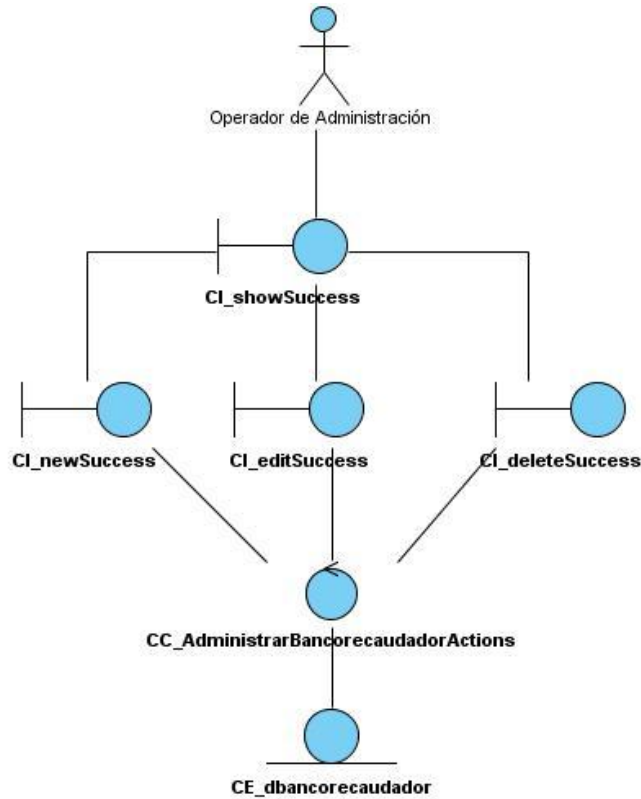 Operador de Administración
CI_showSuccess
CI_newSuccess
CI_editSuccess
CI_deleteSuccess
CC_AdministrarBancorecaudadorActions
CE_dbancorecaudador